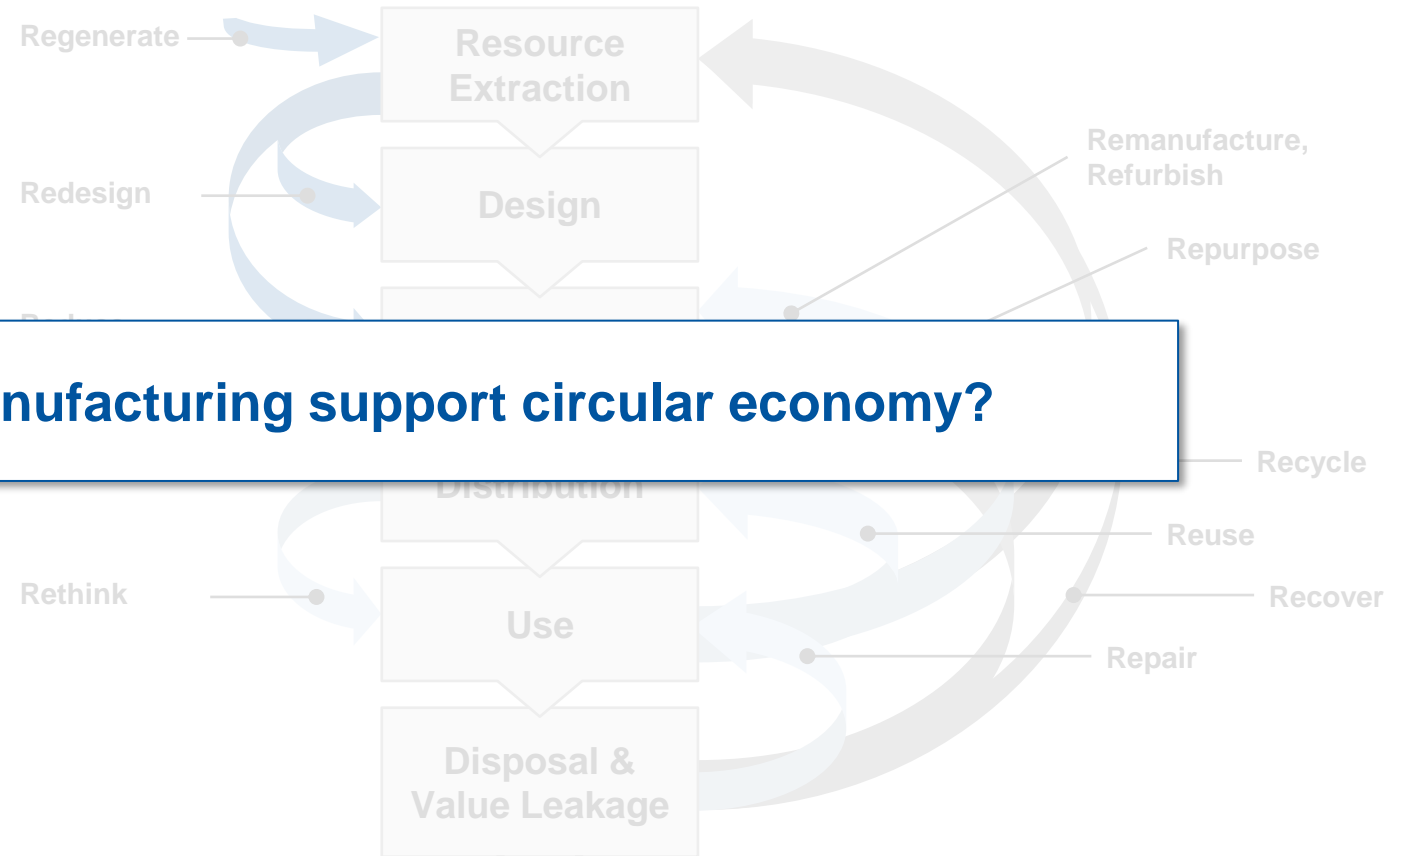 Regenerate
Resource
Extraction
Remanufacture,
Refurbish
Redesign
Design
Repurpose
nufacturing support circular economy?
Recycle
Distribution
Reuse
Rethink
Recover
Use
Repair
Disposal &
Value Leakage